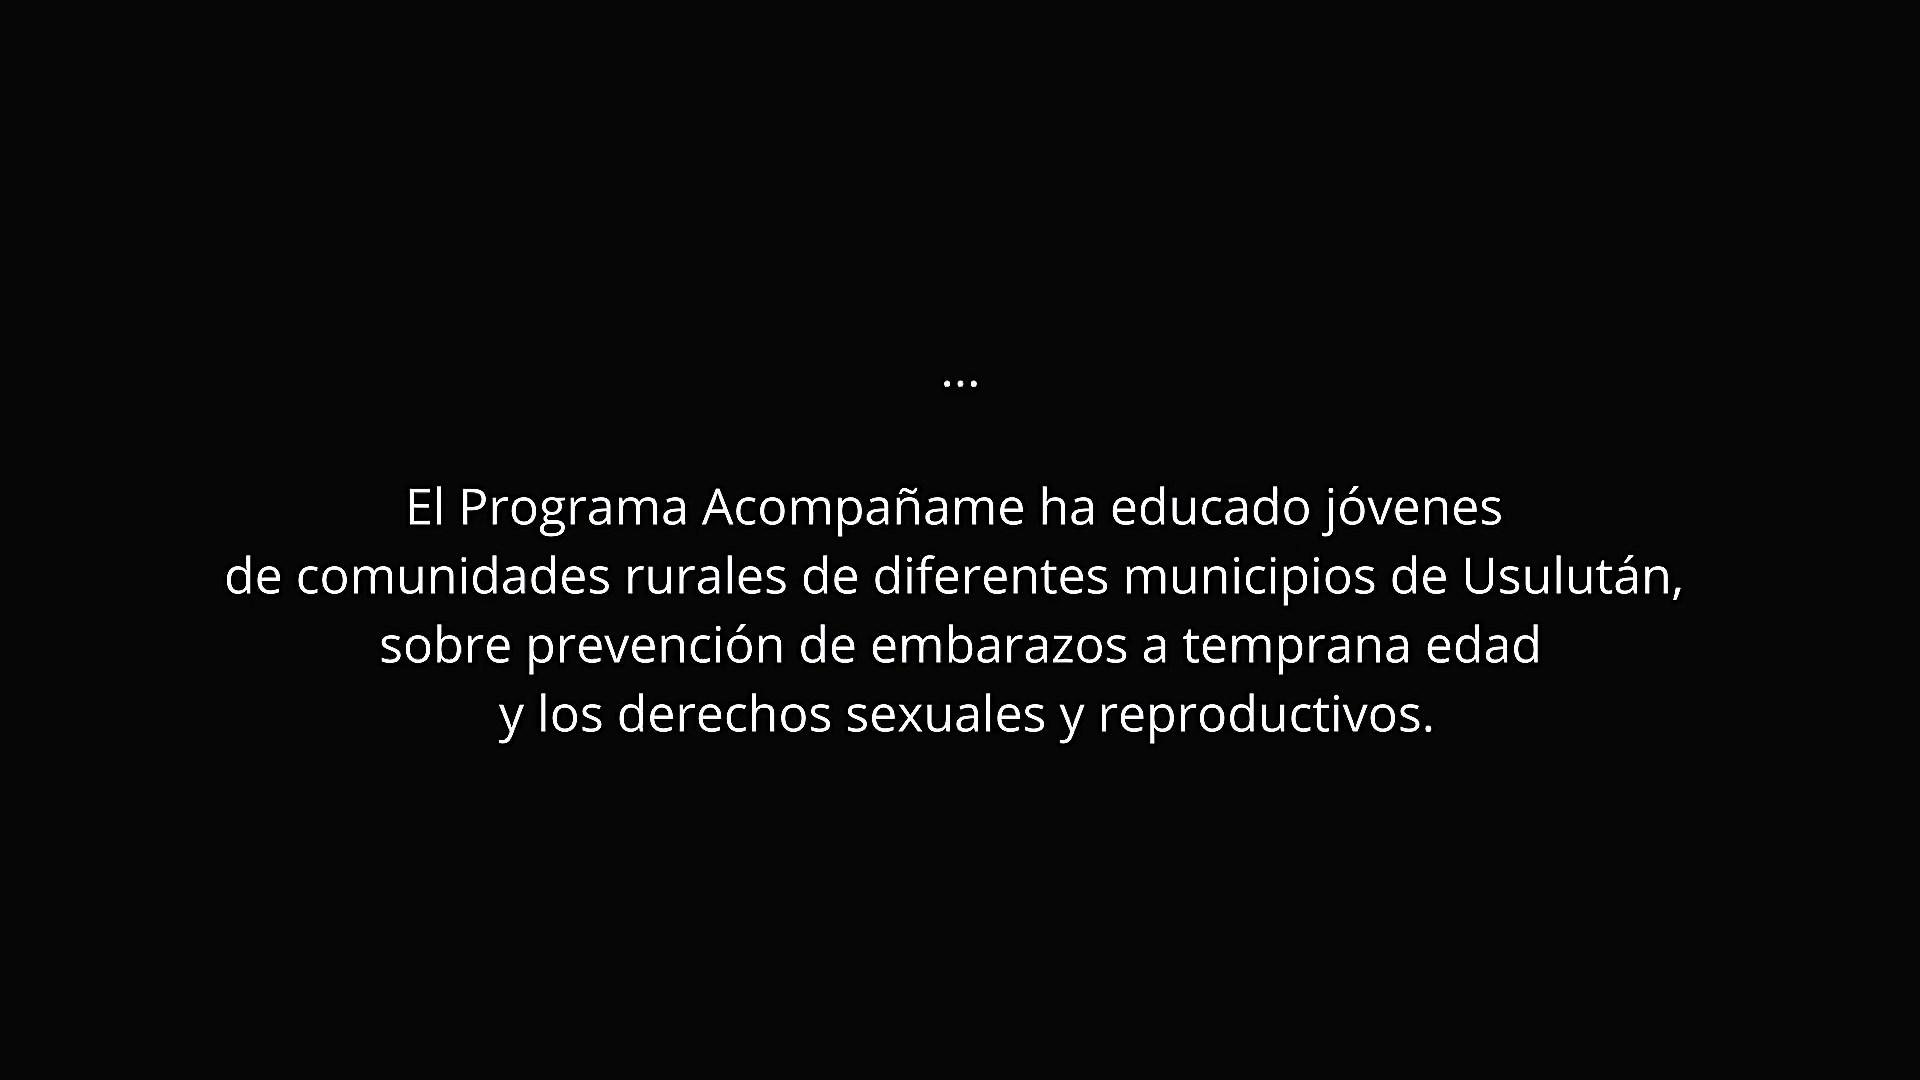 ...
El Programa Acompañame ha educado jóvenes
de comunidades rurales de diferentes municipios de Usulután,
sobre prevención de embarazos a temprana edad
y los derechos sexuales y reproductivos.